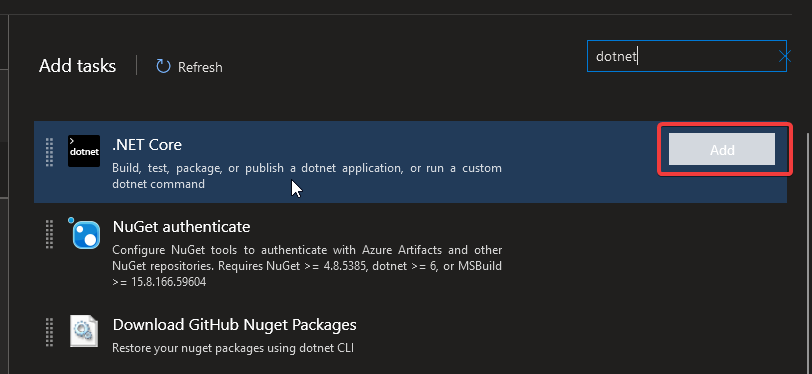 Add tasks
Refresh
dotnet
>
dotnet
.NET Core
Add
Build, test, package, or publish a dotnet application, or run a custom
dotnet command
NuGet authenticate
Configure NuGet tools to authenticate with Azure Artifacts and other
NuGet repositories. Requires NuGet >= 4.8.5385, dotnet >= 6, or MSBuild
>= 15.8.166.59604
Download GitHub Nuget Packages
Restore your nuget packages using dotnet CLI